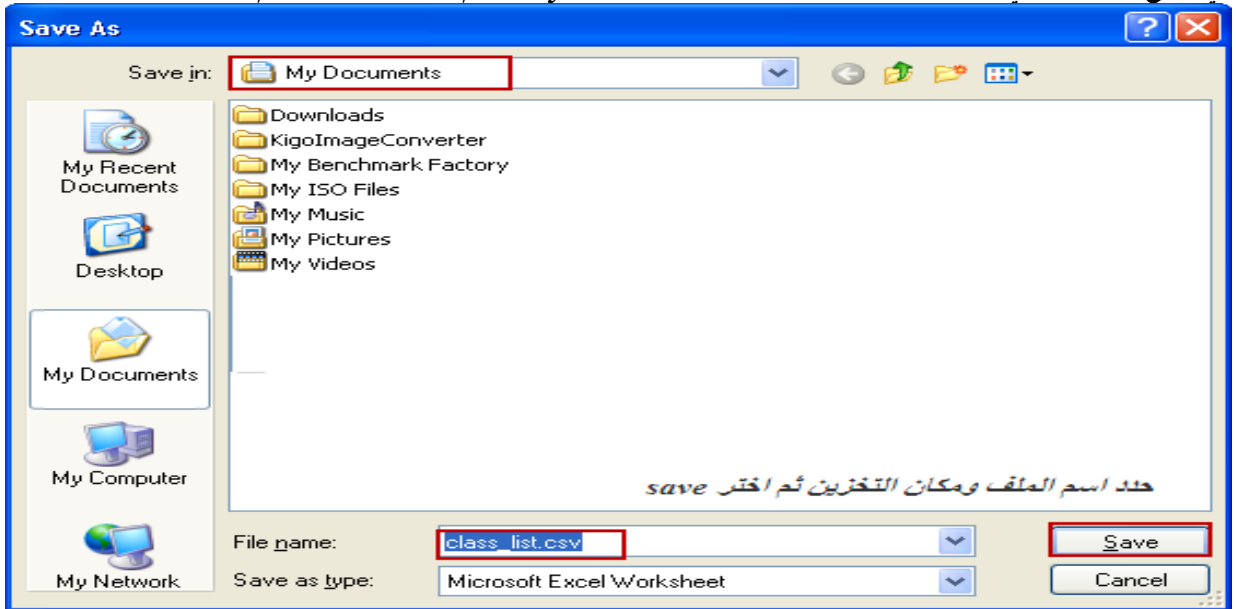 Save As
Save in:
My Documents
My Recent Documents
Desktop
My Documents
My Computer
My Network
Downloads
KigoImageConverter
My Benchmark Factory
My ISO Files
My Music
My Pictures
My Videos
حدد اسم الملف ومكان التخزين ثم اختر save
File name:
class_list.csv
Save
Save as type:
Microsoft Excel Worksheet
Cancel